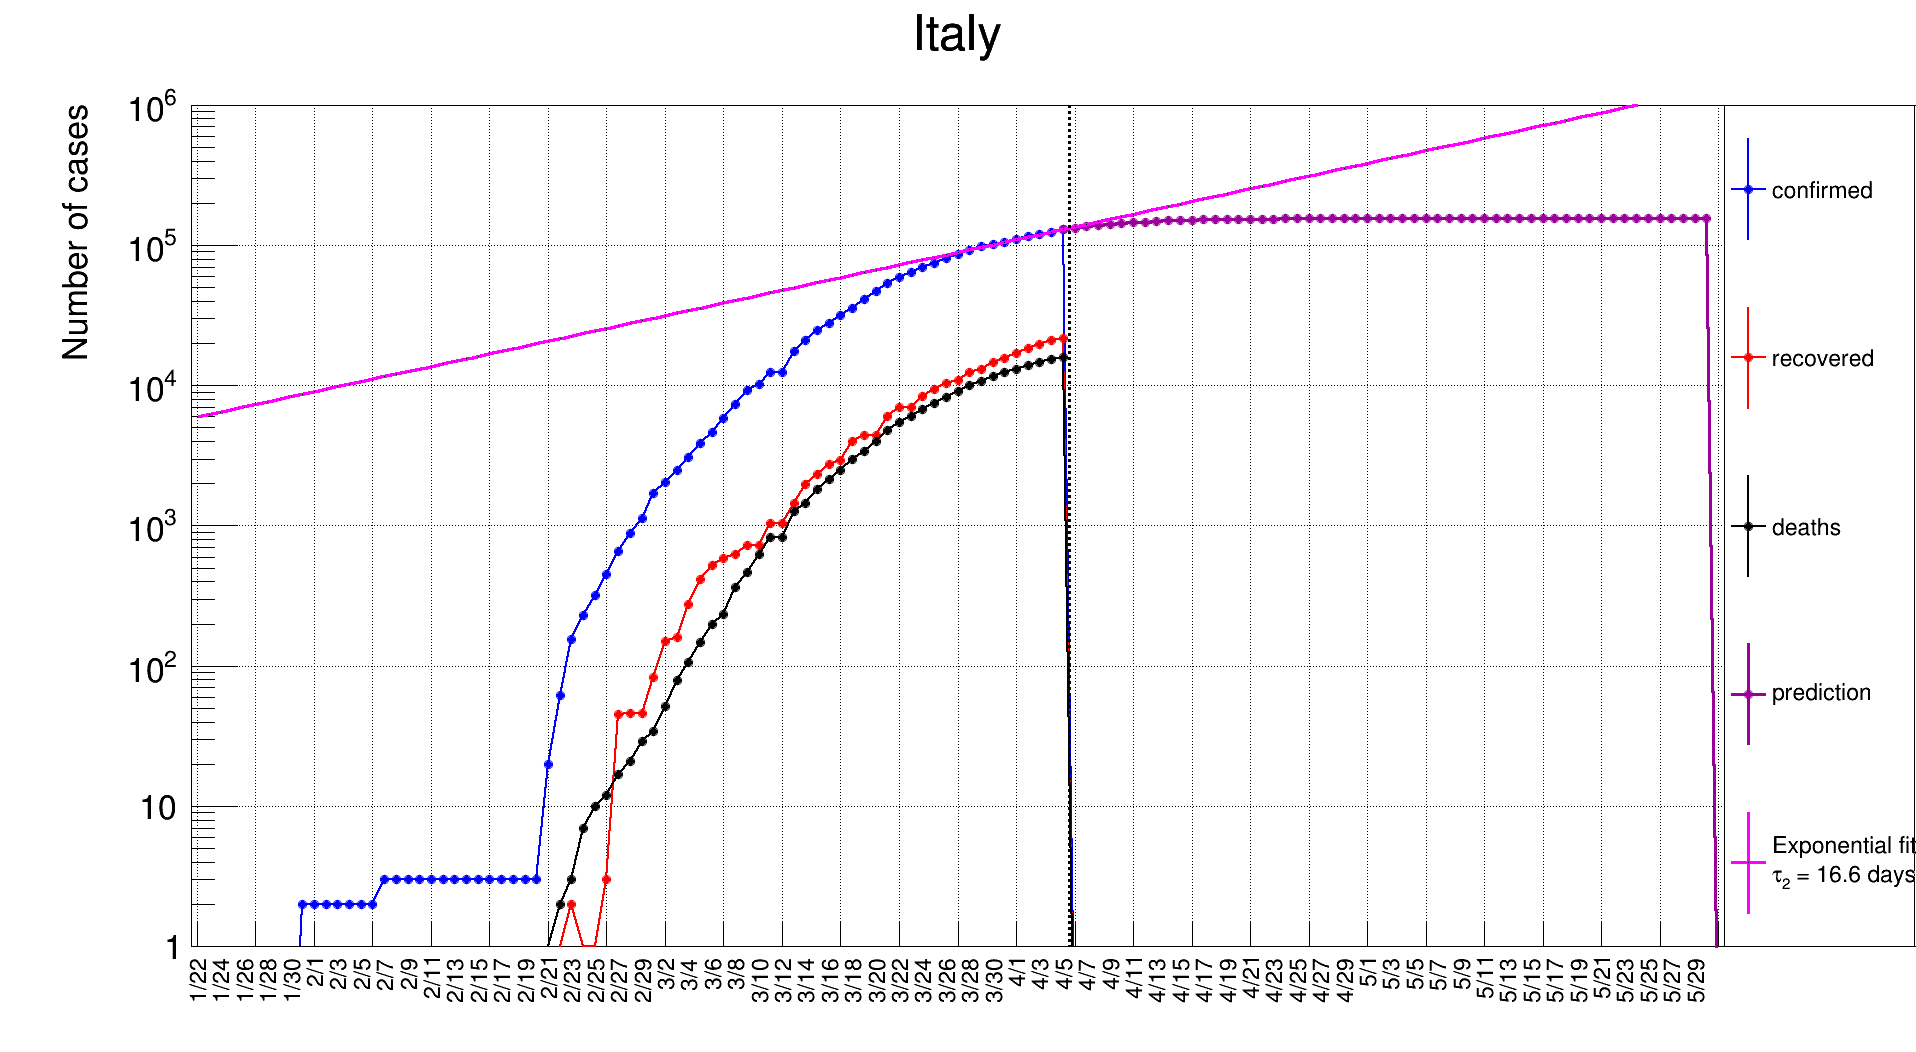 Italy
Number of cases
10^6
10^5
10^4
10^3
10^2
10
1
1/22 1/24 1/26 1/28 1/30 2/1 2/3 2/5 2/7 2/9 2/11 2/13 2/15 2/17 2/19 2/21 2/23 2/25 2/27 2/29 3/2 3/4 3/6 3/8 3/10 3/12 3/14 3/16 3/18 3/20 3/22 3/24 3/26 3/28 3/30 4/1 4/3 4/5 4/7 4/9 4/11 4/13 4/15 4/17 4/19 4/21 4/23 4/25 4/27 4/29 5/1 5/3 5/5 5/7 5/9 5/11 5/13 5/15 5/17 5/19 5/21 5/23 5/25 5/27 5/29
confirmed
recovered
deaths
prediction
Exponential fit
τ₂ = 16.6 days